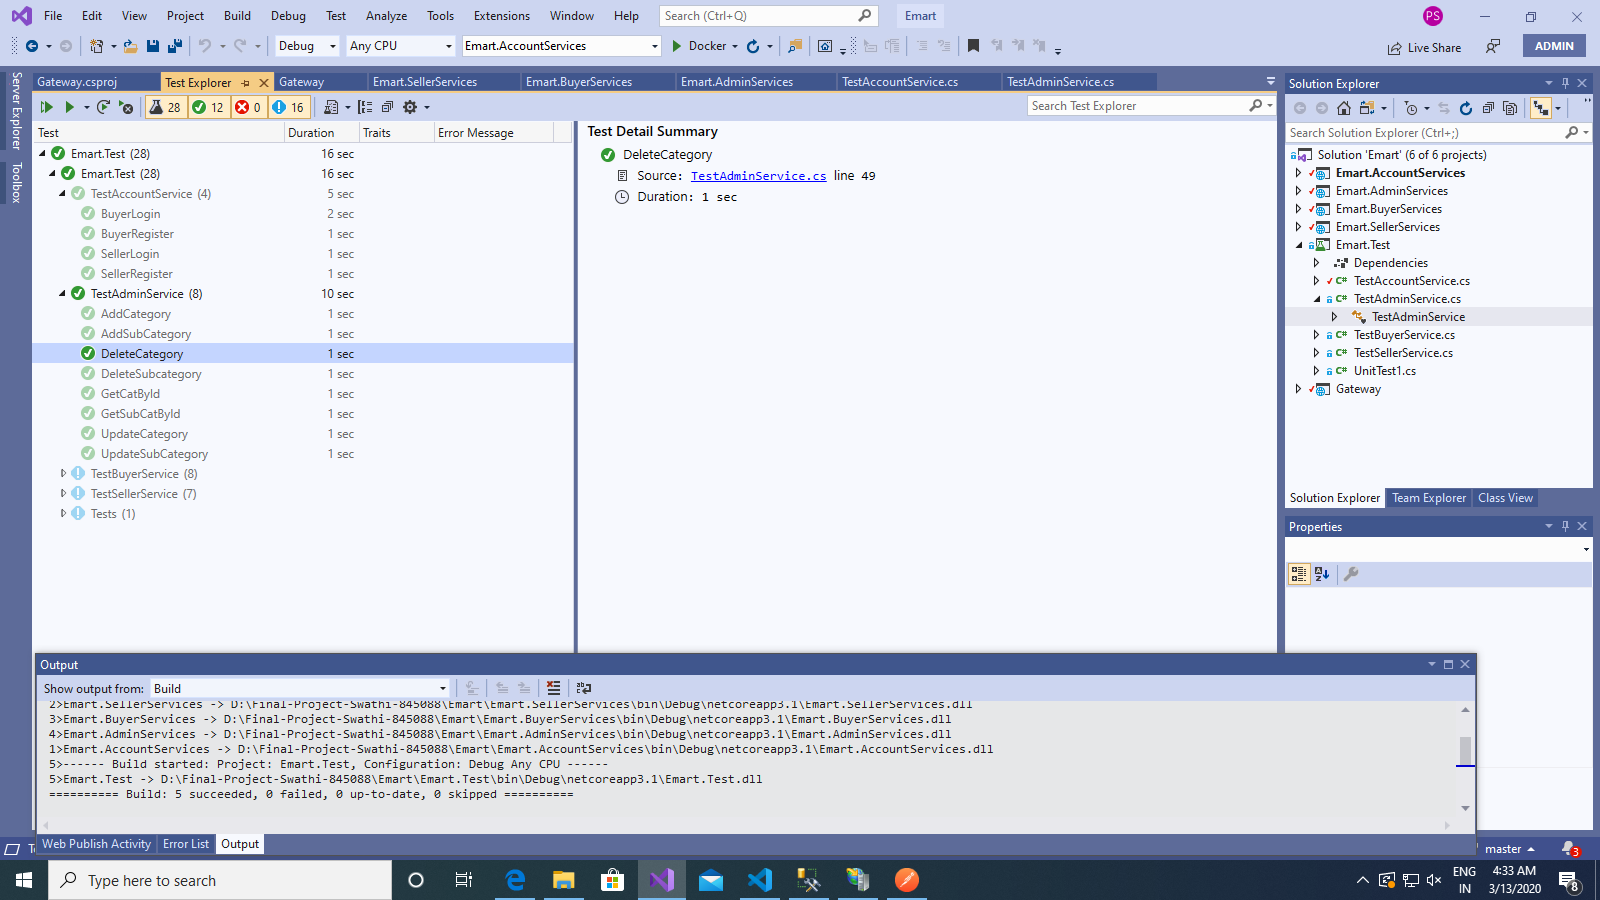 File Edit View Project Build Debug Test Analyze Tools Extensions Window Help Search (Ctrl+Q) Emart PS
Debug Any CPU Emart.AccountServices Docker Live Share ADMIN
Server Explorer
Toolbox
Gateway.csproj Test Explorer Gateway Emart.SellerServices Emart.BuyerServices Emart.AdminServices TestAccountService.cs TestAdminService.cs
28 12 0 16 Search Test Explorer
Test Duration Traits Error Message
Emart.Test (28) 16 sec
Emart.Test (28) 16 sec
TestAccountService (4) 5 sec
BuyerLogin 2 sec
BuyerRegister 1 sec
SellerLogin 1 sec
SellerRegister 1 sec
TestAdminService (8) 10 sec
AddCategory 1 sec
AddSubCategory 1 sec
DeleteCategory 1 sec
DeleteSubcategory 1 sec
GetCatById 1 sec
GetSubCatById 1 sec
UpdateCategory 1 sec
UpdateSubCategory 1 sec
TestBuyerService (8)
TestSellerService (7)
Tests (1)
Test Detail Summary
DeleteCategory
Source: TestAdminService.cs line 49
Duration: 1 sec
Solution Explorer
Search Solution Explorer (Ctrl+;)
Solution 'Emart' (6 of 6 projects)
Emart.AccountServices
Emart.AdminServices
Emart.BuyerServices
Emart.SellerServices
Emart.Test
Dependencies
C# TestAccountService.cs
C# TestAdminService.cs
TestAdminService
C# TestBuyerService.cs
C# TestSellerService.cs
C# UnitTest1.cs
Gateway
Solution Explorer Team Explorer Class View
Properties
Output
Show output from: Build
2>Emart.SellerServices -> D:\Final-Project-Swathi-845088\Emart\Emart.SellerServices\bin\Debug\netcoreapp3.1\Emart.SellerServices.dll
3>Emart.BuyerServices -> D:\Final-Project-Swathi-845088\Emart\Emart.BuyerServices\bin\Debug\netcoreapp3.1\Emart.BuyerServices.dll
4>Emart.AdminServices -> D:\Final-Project-Swathi-845088\Emart\Emart.AdminServices\bin\Debug\netcoreapp3.1\Emart.AdminServices.dll
1>Emart.AccountServices -> D:\Final-Project-Swathi-845088\Emart\Emart.AccountServices\bin\Debug\netcoreapp3.1\Emart.AccountServices.dll
5>------ Build started: Project: Emart.Test, Configuration: Debug Any CPU ------
5>Emart.Test -> D:\Final-Project-Swathi-845088\Emart\Emart.Test\bin\Debug\netcoreapp3.1\Emart.Test.dll
========== Build: 5 succeeded, 0 failed, 0 up-to-date, 0 skipped ==========
Web Publish Activity Error List Output
master 3
Type here to search
ENG
IN
4:33 AM
3/13/2020
8